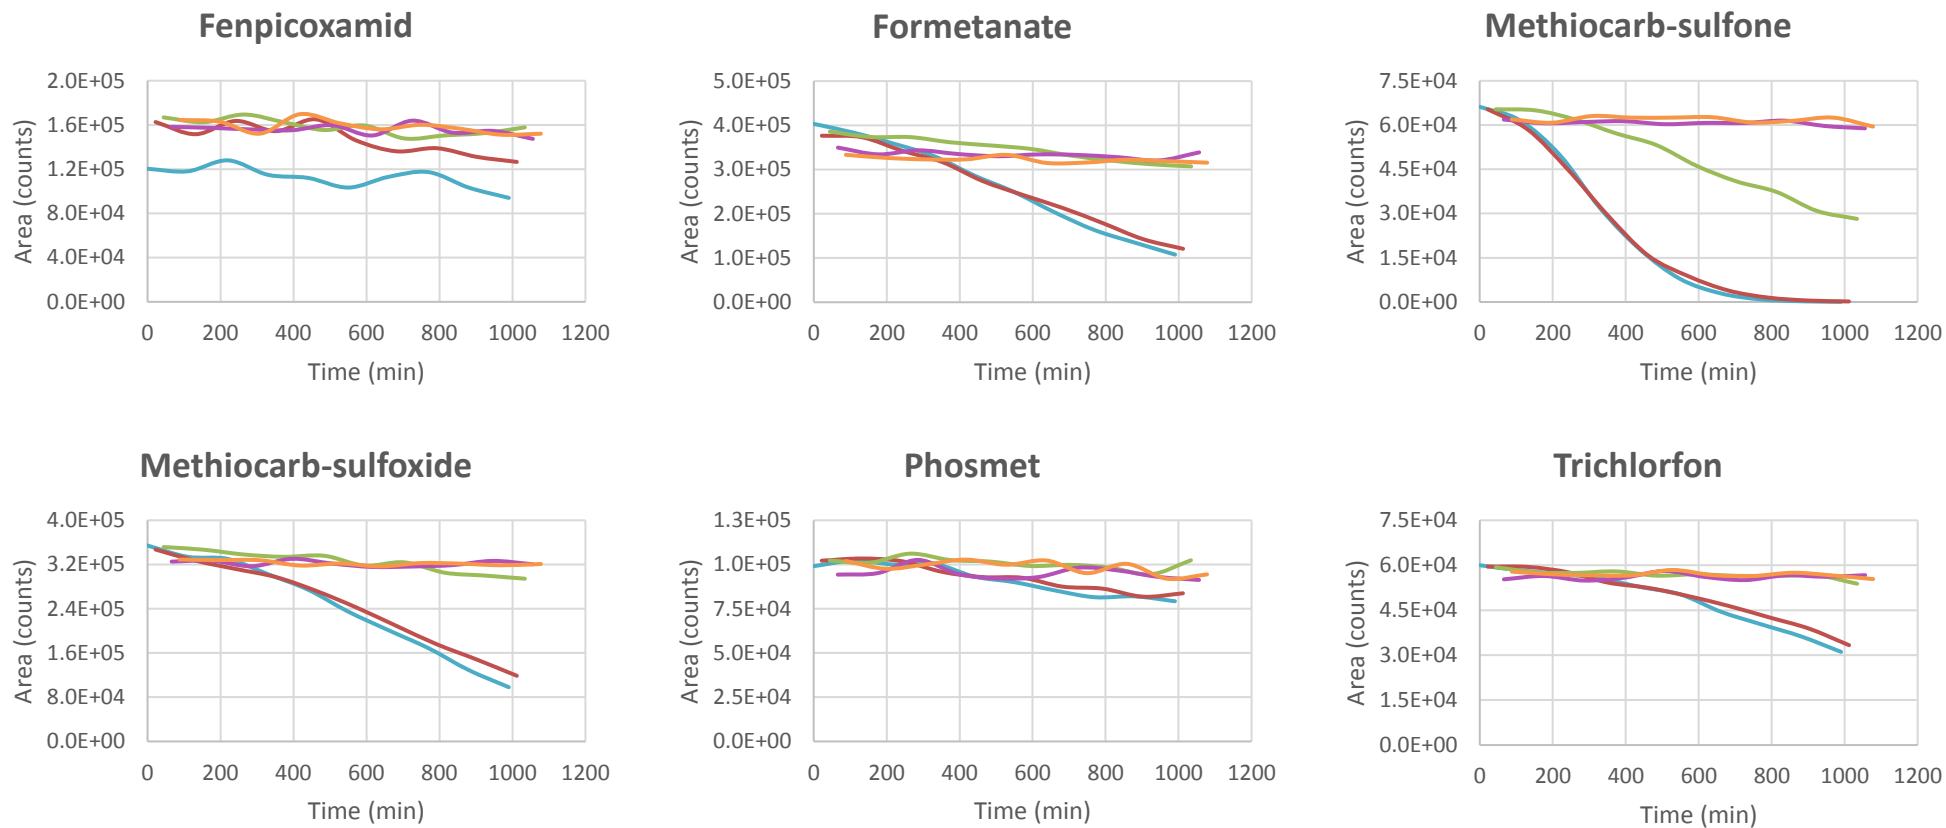 Fenpicoxamid
2.0E+05
1.6E+05
1.2E+05
8.0E+04
4.0E+04
0.0E+00
Area (counts)
0 200 400 600 800 1000 1200
Time (min)
Formetanate
5.0E+05
4.0E+05
3.0E+05
2.0E+05
1.0E+05
0.0E+00
Area (counts)
0 200 400 600 800 1000 1200
Time (min)
Methiocarb-sulfone
7.5E+04
6.0E+04
4.5E+04
3.0E+04
1.5E+04
0.0E+00
Area (counts)
0 200 400 600 800 1000 1200
Time (min)
Methiocarb-sulfoxide
4.0E+05
3.2E+05
2.4E+05
1.6E+05
8.0E+04
0.0E+00
Area (counts)
0 200 400 600 800 1000 1200
Time (min)
Phosmet
1.3E+05
1.0E+05
7.5E+04
5.0E+04
2.5E+04
0.0E+00
Area (counts)
0 200 400 600 800 1000 1200
Time (min)
Trichlorfon
7.5E+04
6.0E+04
4.5E+04
3.0E+04
1.5E+04
0.0E+00
Area (counts)
0 200 400 600 800 1000 1200
Time (min)